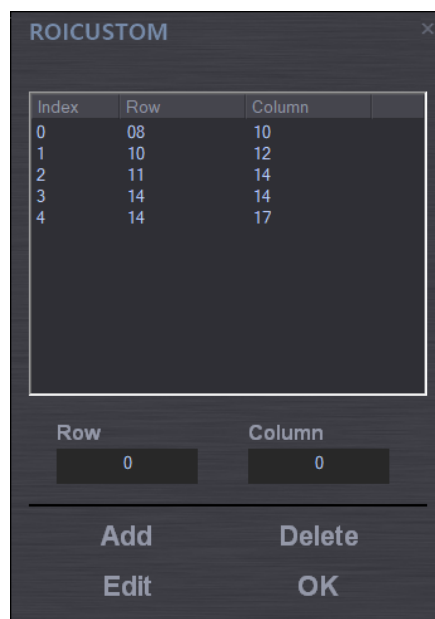 ROICUSTOM ×
Index Row Column
0 08 10
1 10 12
2 11 14
3 14 14
4 14 17
Row Column
0 0
Add Delete
Edit OK